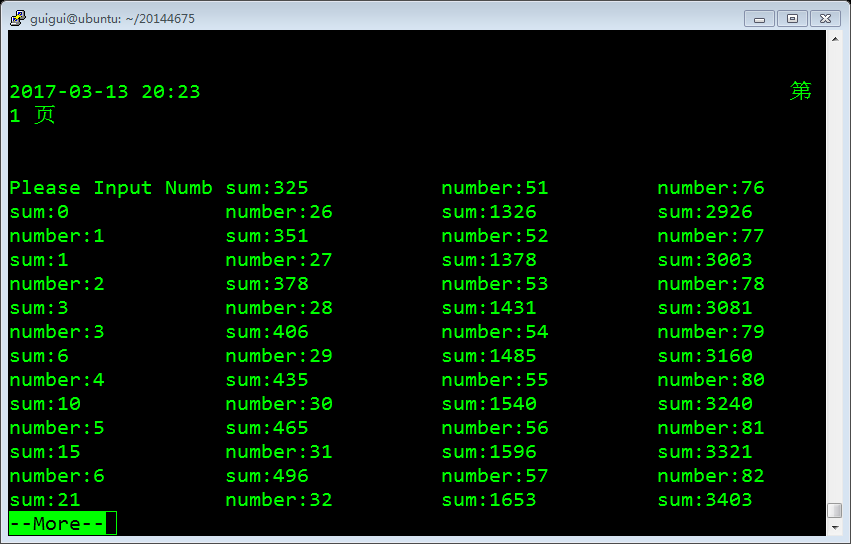 guigui@ubuntu: ~/20144675
2017-03-13 20:23 第
1 页
Please Input Numb sum:325 number:51 number:76
sum:0 number:26 sum:1326 sum:2926
number:1 sum:351 number:52 number:77
sum:1 number:27 sum:1378 sum:3003
number:2 sum:378 number:53 number:78
sum:3 number:28 sum:1431 sum:3081
number:3 sum:406 number:54 number:79
sum:6 number:29 sum:1485 sum:3160
number:4 sum:435 number:55 number:80
sum:10 number:30 sum:1540 sum:3240
number:5 sum:465 number:56 number:81
sum:15 number:31 sum:1596 sum:3321
number:6 sum:496 number:57 number:82
sum:21 number:32 sum:1653 sum:3403
--More--